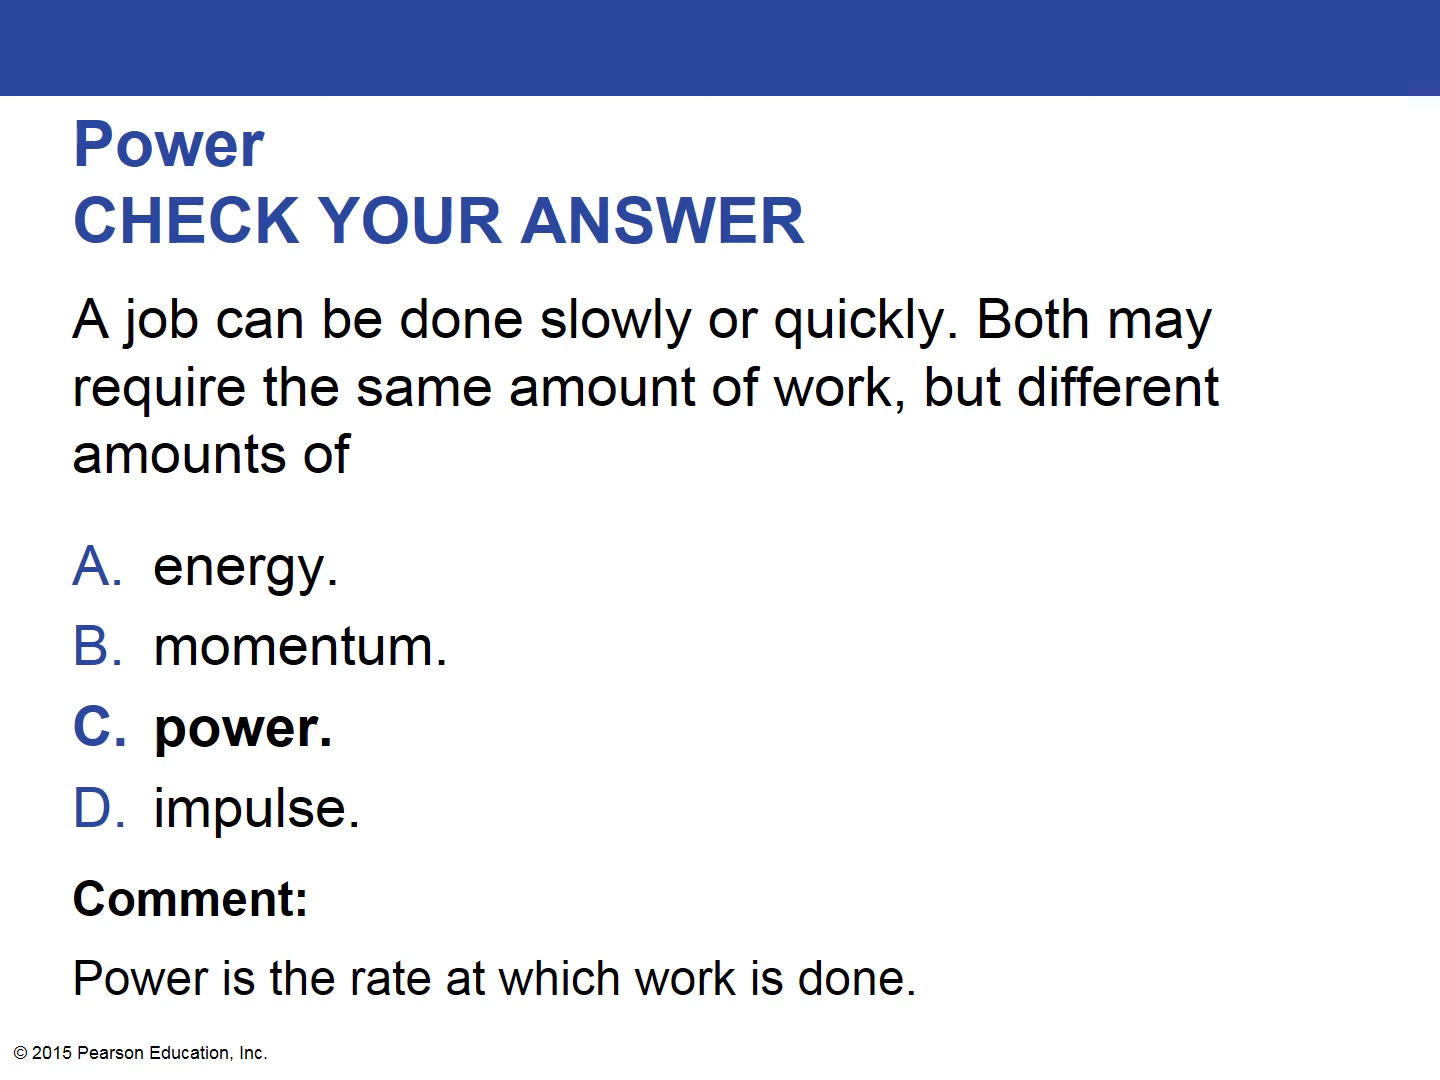 Power
CHECK YOUR ANSWER
A job can be done slowly or quickly. Both may
require the same amount of work, but different
amounts of
A. energy.
B. momentum.
C. power.
D. impulse.
Comment:
Power is the rate at which work is done.
© 2015 Pearson Education, Inc.